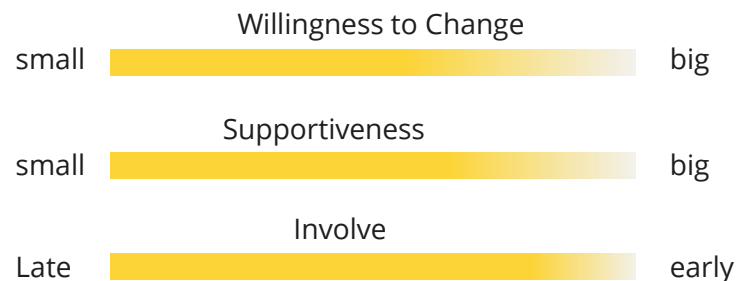 Willingness to Change
small big
Supportiveness
small big
Involve
Late early